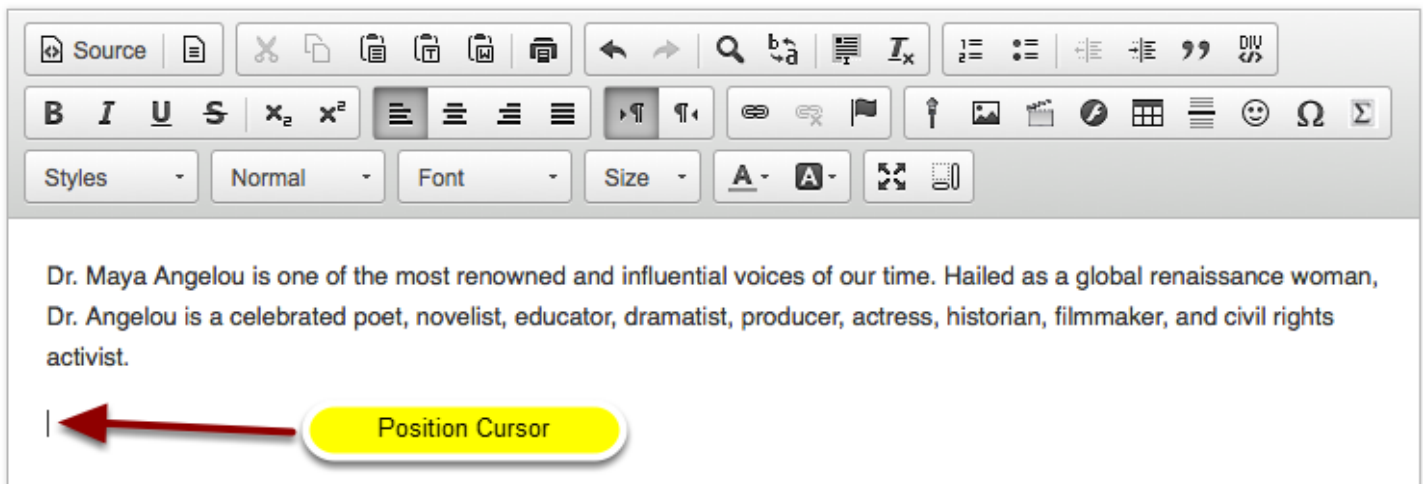 Source
B I U S x₂ x²
Styles Normal Font Size A A
Dr. Maya Angelou is one of the most renowned and influential voices of our time. Hailed as a global renaissance woman,
Dr. Angelou is a celebrated poet, novelist, educator, dramatist, producer, actress, historian, filmmaker, and civil rights
activist.
Position Cursor